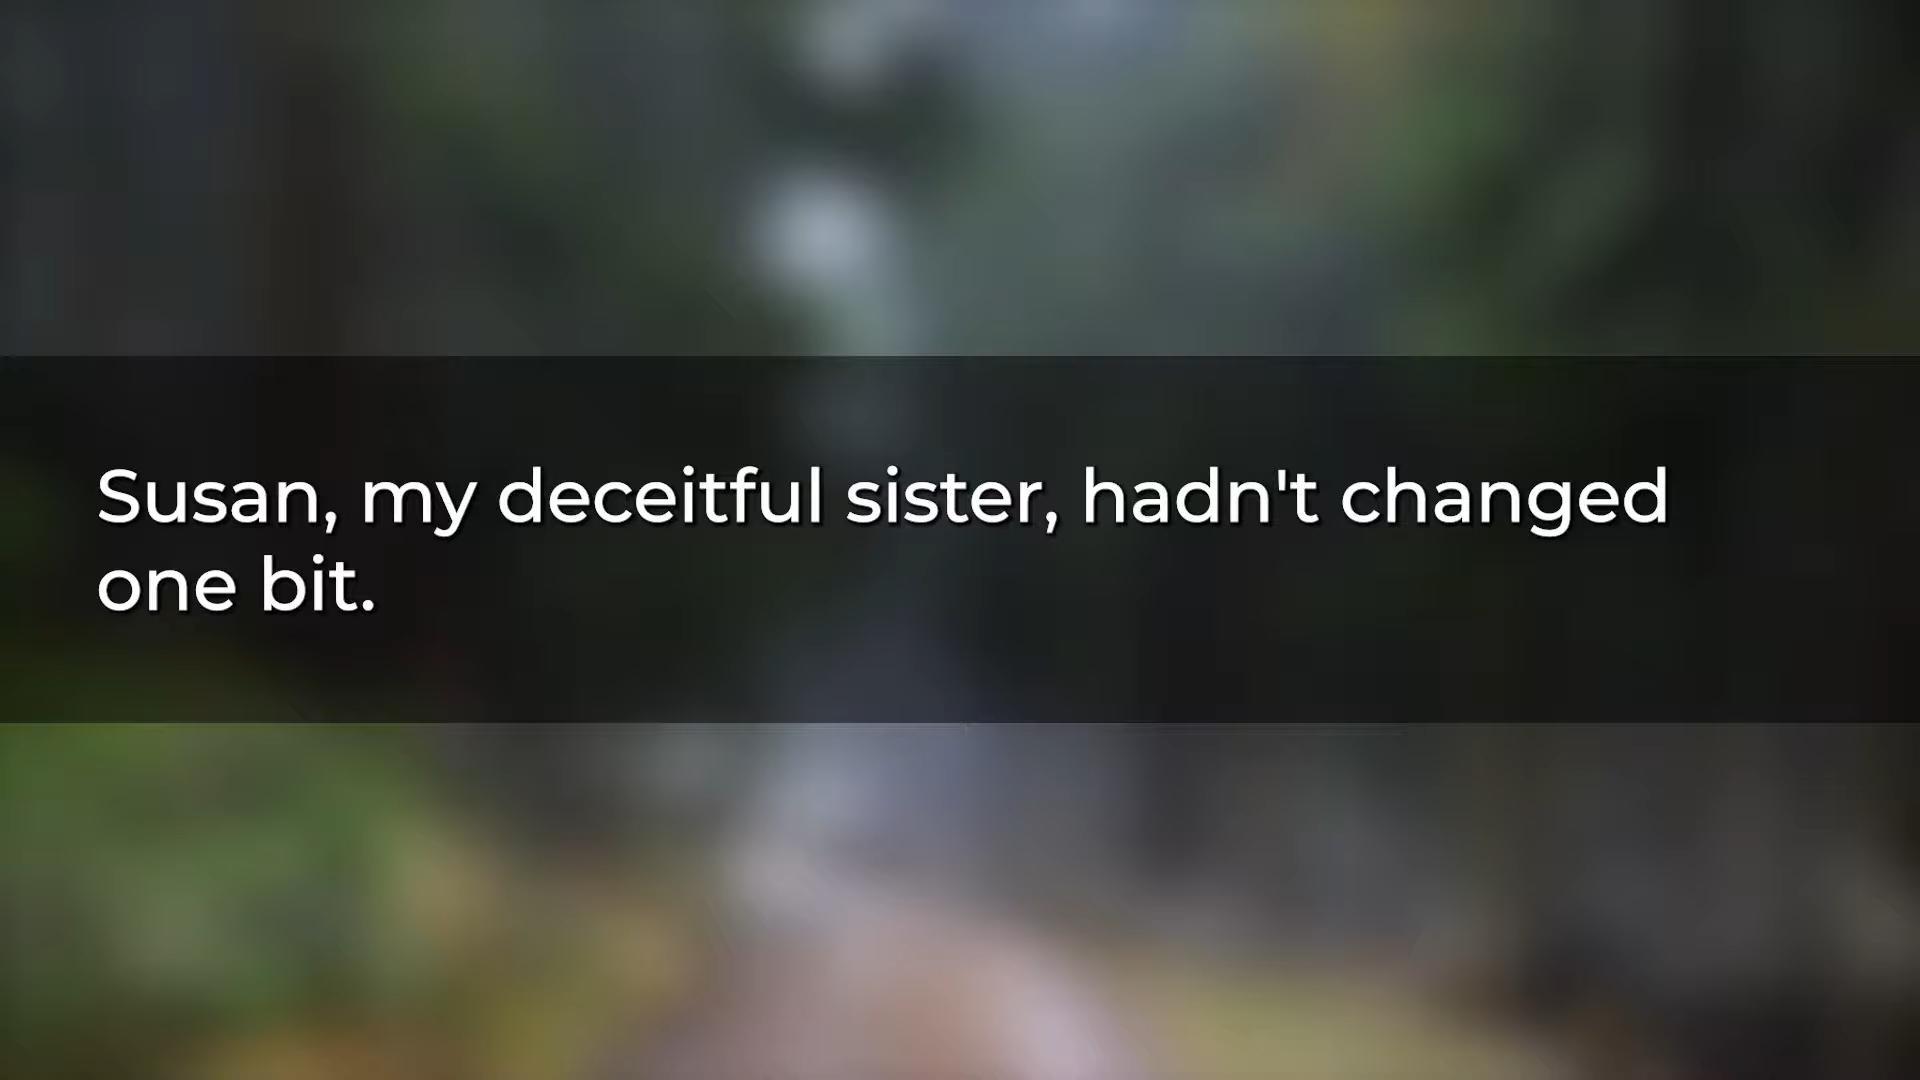 Susan, my deceitful sister, hadn't changed
one bit.